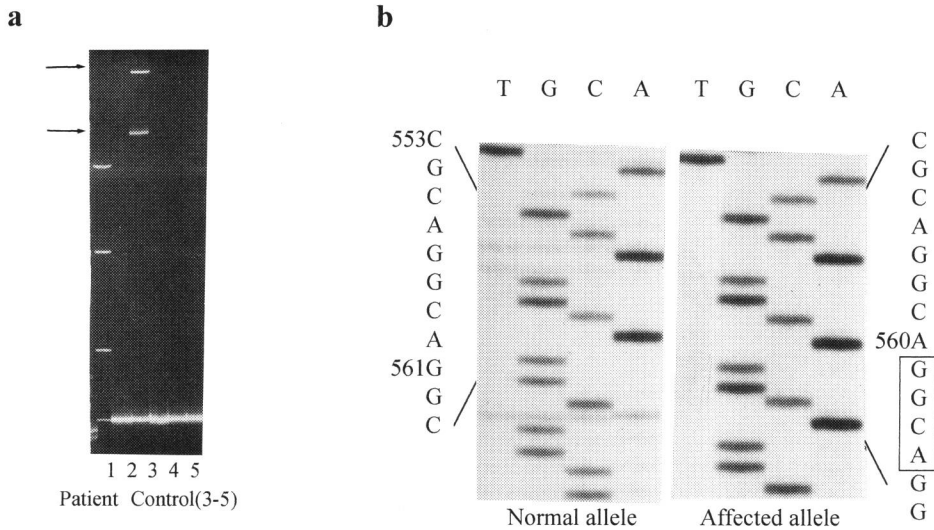 a
b
T G C A
T G C A
553C
G
C
A
G
G
C
A
561G
G
C
C
G
C
A
G
G
C
560A
G
G
C
A
G
G
1 2 3 4 5
Patient Control(3-5)
Normal allele
Affected allele